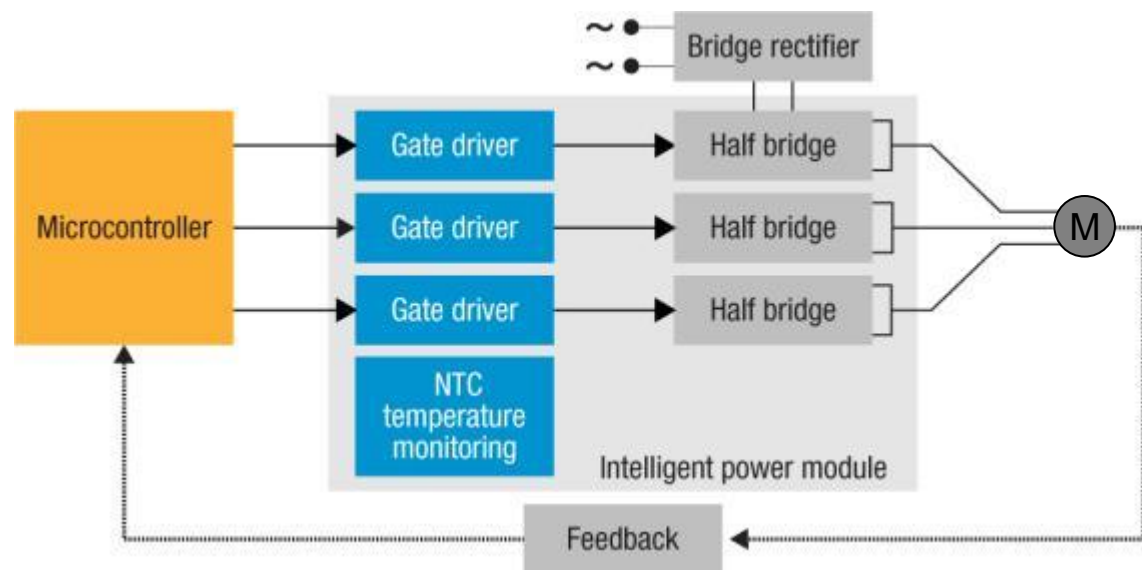 ~
Bridge rectifier
~
Microcontroller
Gate driver
Half bridge
Gate driver
Half bridge
M
Gate driver
Half bridge
NTC
temperature
monitoring
Intelligent power module
Feedback